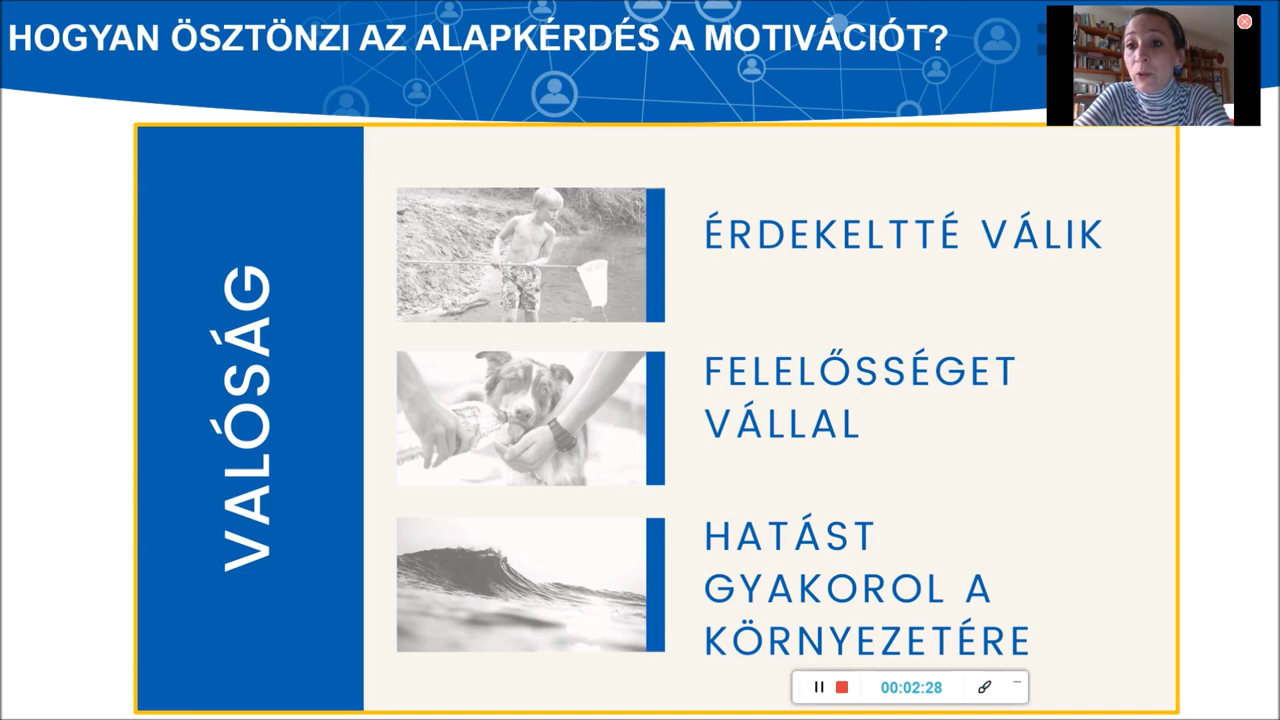 HOGYAN ÖSZTÖNZI AZ ALAPKÉRDÉS A MOTIVÁCIÓT?
VALÓSÁG
ÉRDEKELTTÉ VÁLIK
FELELŐSSÉGET
VÁLLAL
HATÁST
GYAKOROL A
KÖRNYEZETÉRE
00:02:28